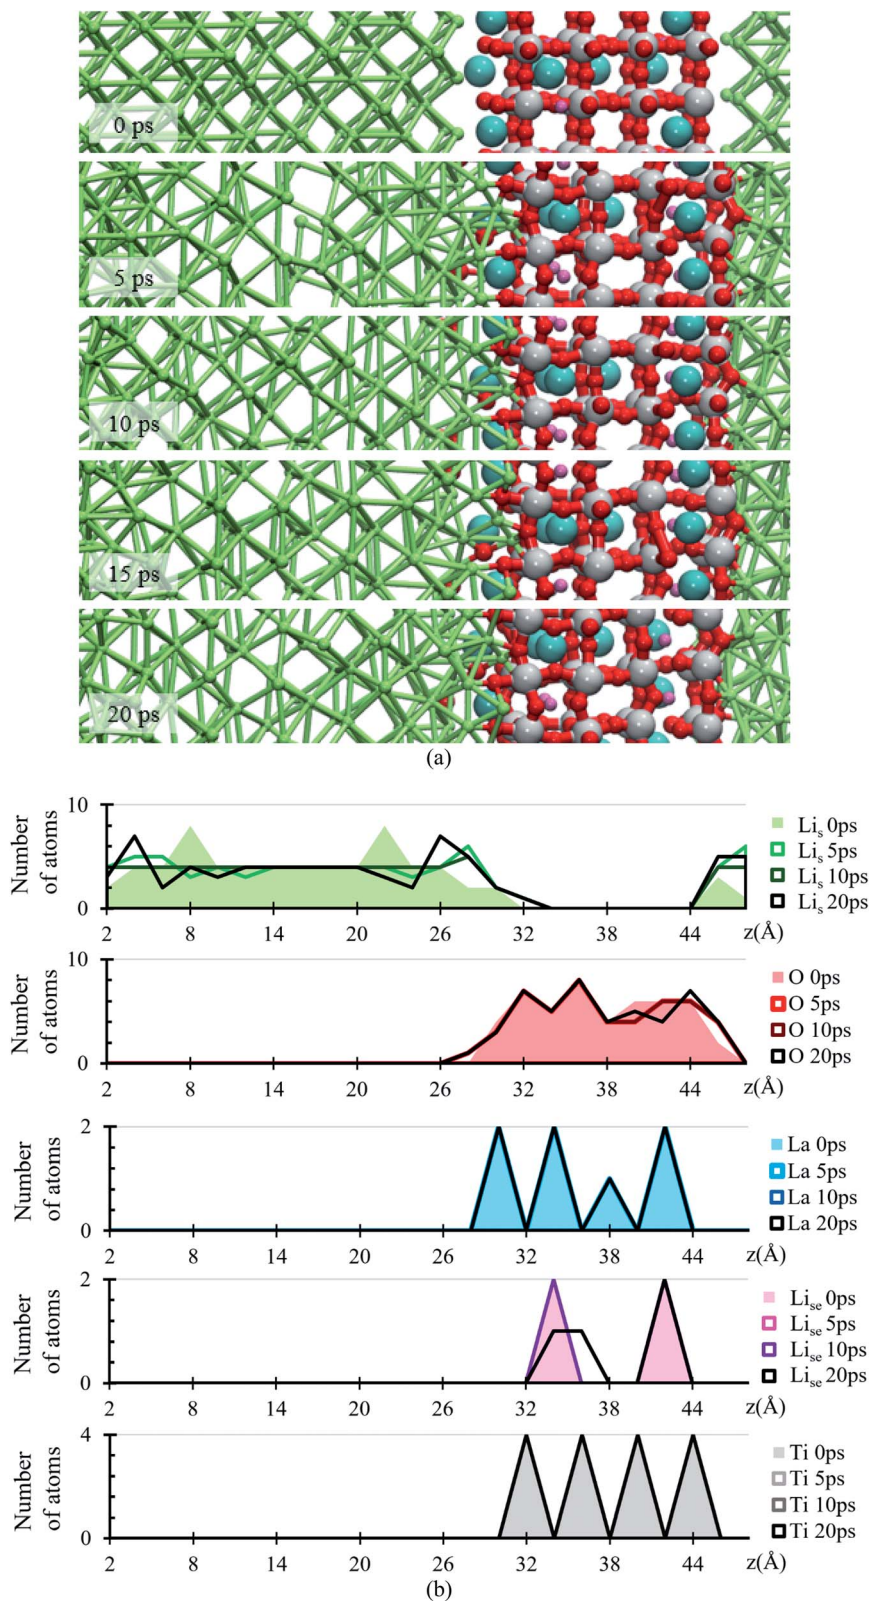 0 ps
5 ps
10 ps
15 ps
20 ps
(a)
Number of atoms
10
0
2 8 14 20 26 32 38 44 z(Å)
Liₛ 0ps
Liₛ 5ps
Liₛ 10ps
Liₛ 20ps
Number of atoms
10
0
2 8 14 20 26 32 38 44 z(Å)
O 0ps
O 5ps
O 10ps
O 20ps
Number of atoms
2
0
2 8 14 20 26 32 38 44 z(Å)
La 0ps
La 5ps
La 10ps
La 20ps
Number of atoms
2
0
2 8 14 20 26 32 38 44 z(Å)
Liₛₑ 0ps
Liₛₑ 5ps
Liₛₑ 10ps
Liₛₑ 20ps
Number of atoms
4
0
2 8 14 20 26 32 38 44 z(Å)
Ti 0ps
Ti 5ps
Ti 10ps
Ti 20ps
(b)